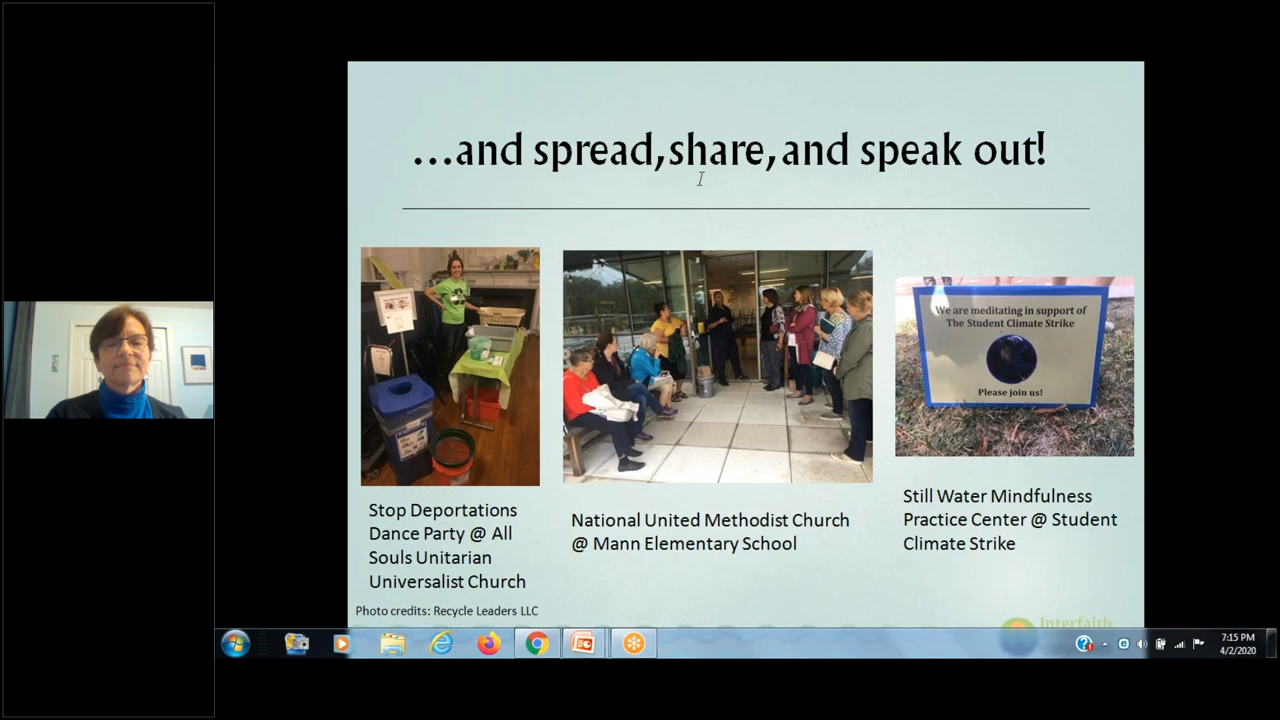 ...and spread, share, and speak out!
We are meditating in support of
The Student Climate Strike
Please join us!
Stop Deportations
Dance Party @ All
Souls Unitarian
Universalist Church
National United Methodist Church
@ Mann Elementary School
Still Water Mindfulness
Practice Center @ Student
Climate Strike
Photo credits: Recycle Leaders LLC
Interfaith
7:15 PM
4/2/2020